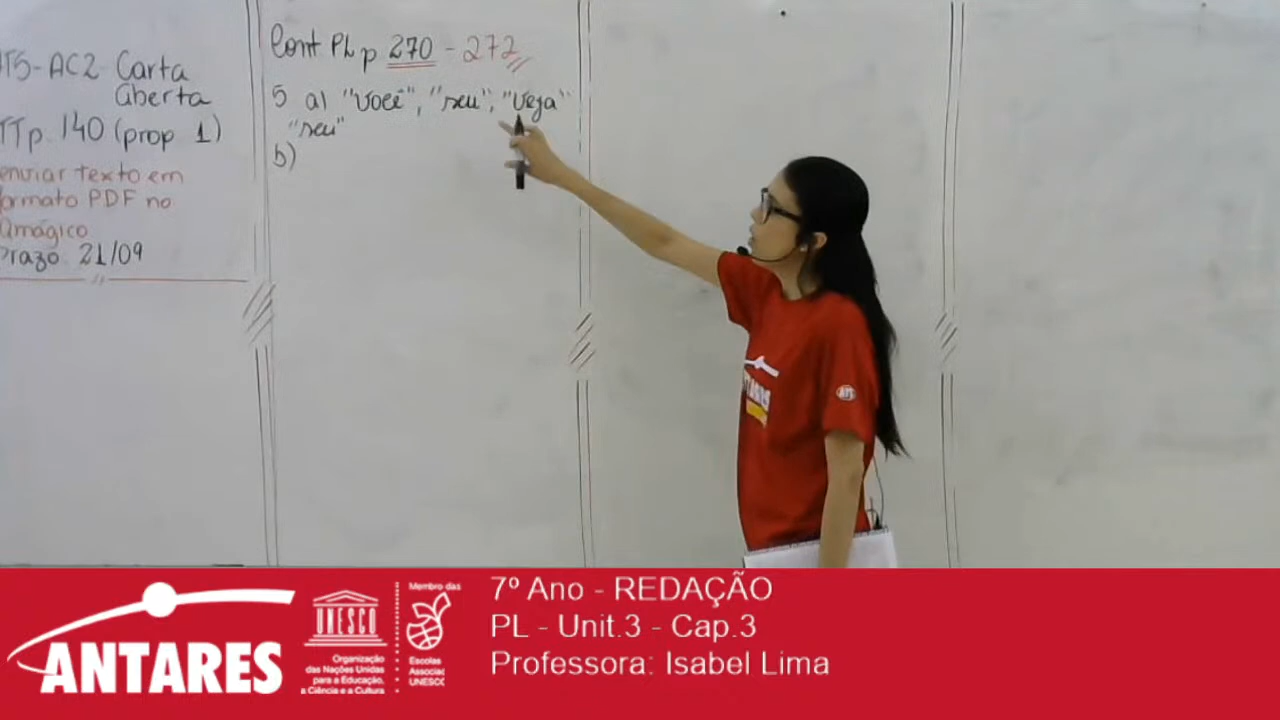 IT5-AC2 Carta
Aberta
TTp. 140 (prop 1)
enviar texto em
formato PDF no
Qmágico
Prazo 21/09
Cont PL p 270 - 272
5 a) "Você", "seu", "Veja"
"seu"
b)
ANTARES
UNESCO
Organização
das Nações Unidas
para a Educação,
a Ciência e a Cultura
Membro das
Escolas
Associadas
UNESCO
7º Ano - REDAÇÃO
PL - Unit.3 - Cap.3
Professora: Isabel Lima